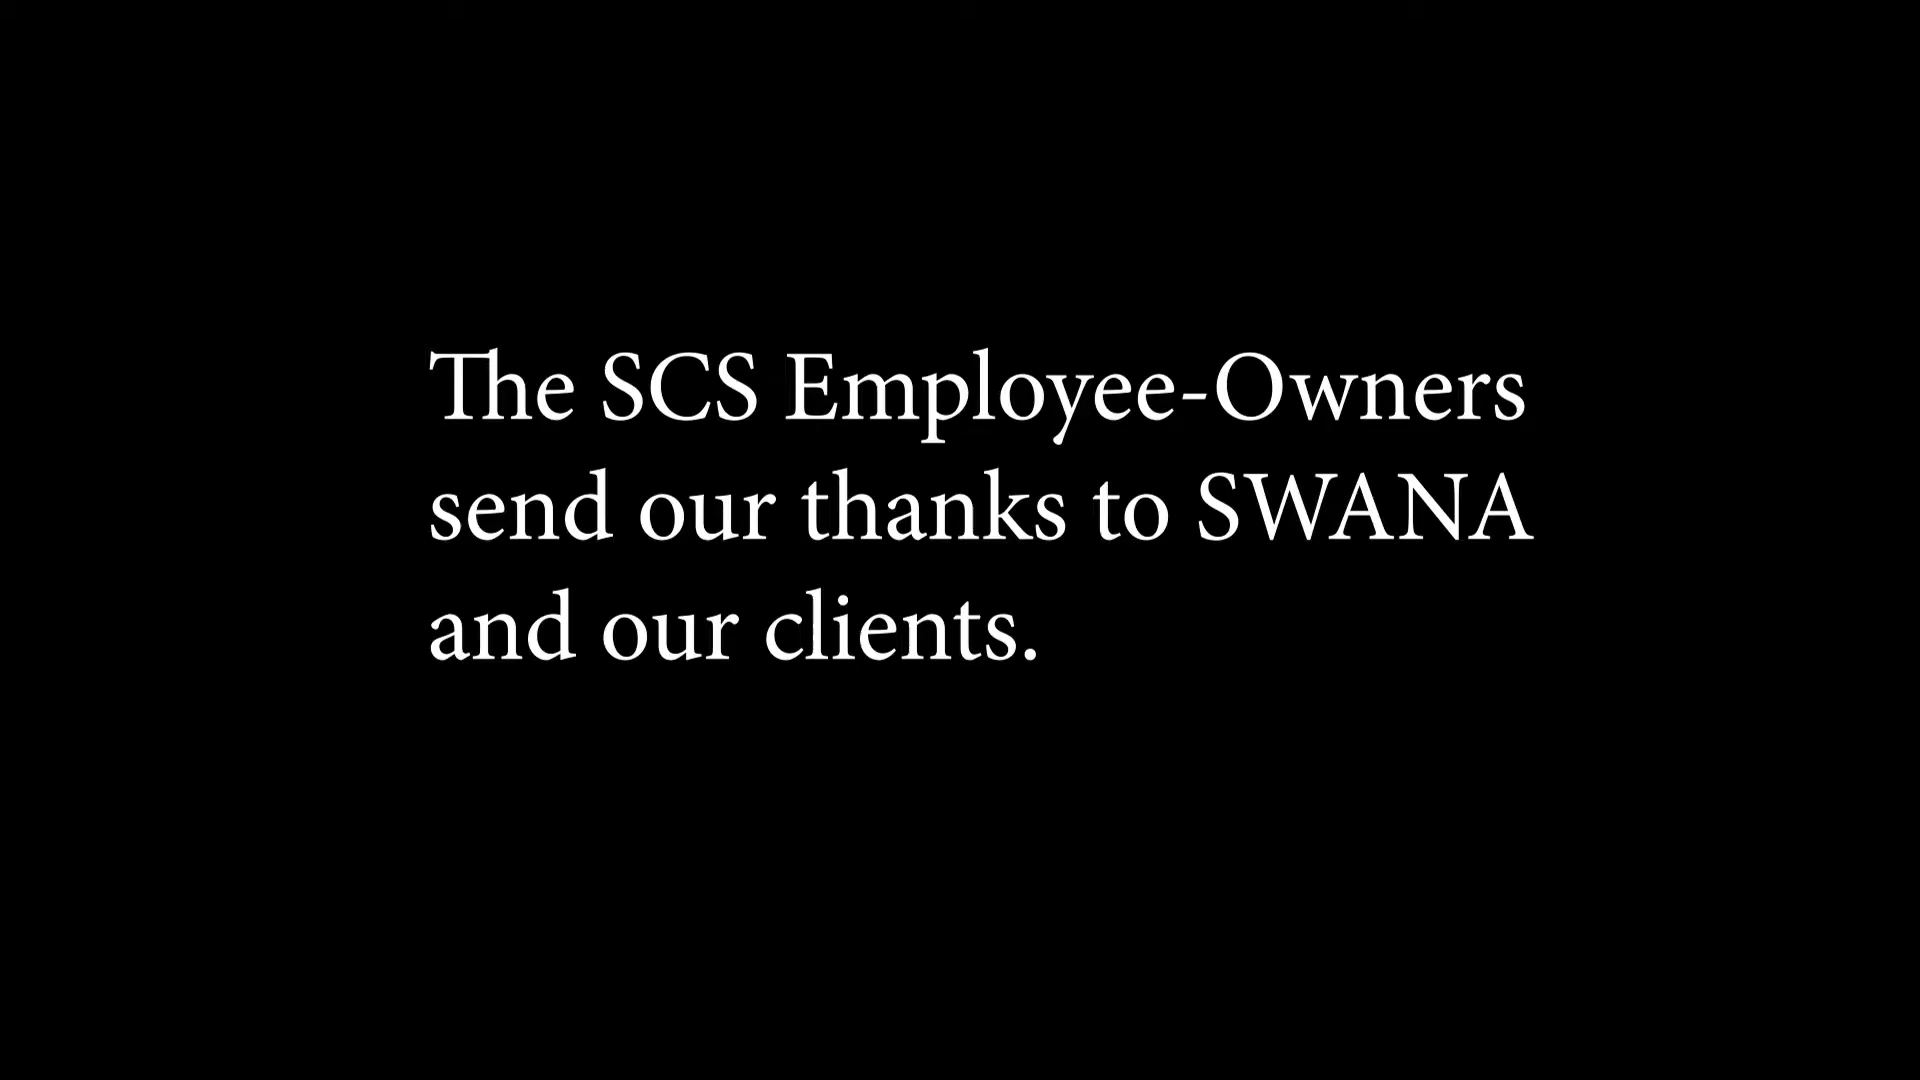 The SCS Employee-Owners
send our thanks to SWANA
and our clients.